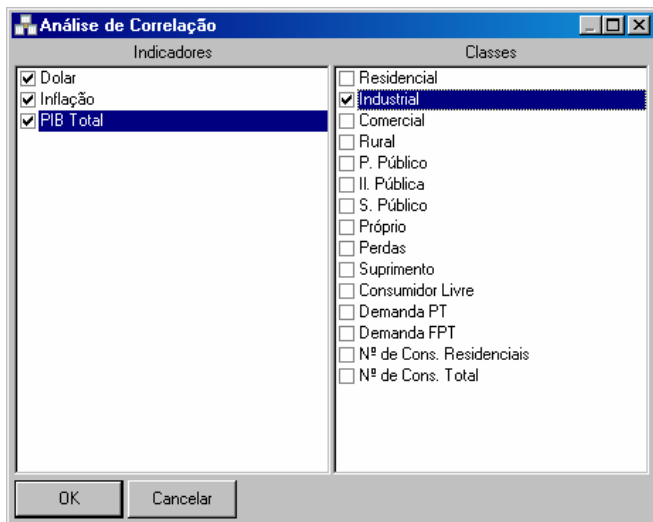 Análise de Correlação
Indicadores
Classes
Dolar
Inflação
PIB Total
Residencial
Industrial
Comercial
Rural
P. Público
Il. Pública
S. Público
Próprio
Perdas
Suprimento
Consumidor Livre
Demanda PT
Demanda FPT
Nº de Cons. Residenciais
Nº de Cons. Total
OK
Cancelar